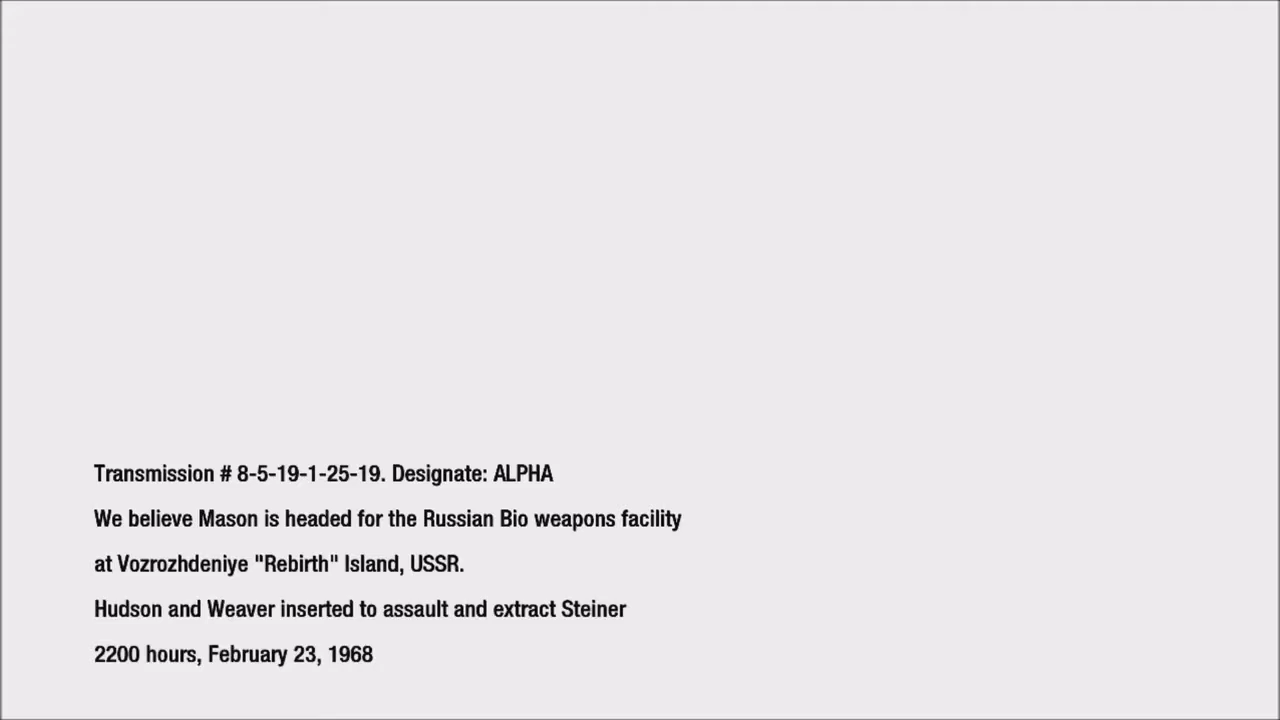 Transmission # 8-5-19-1-25-19. Designate: ALPHA
We believe Mason is headed for the Russian Bio weapons facility
at Vozrozhdeniye "Rebirth" Island, USSR.
Hudson and Weaver inserted to assault and extract Steiner
2200 hours, February 23, 1968